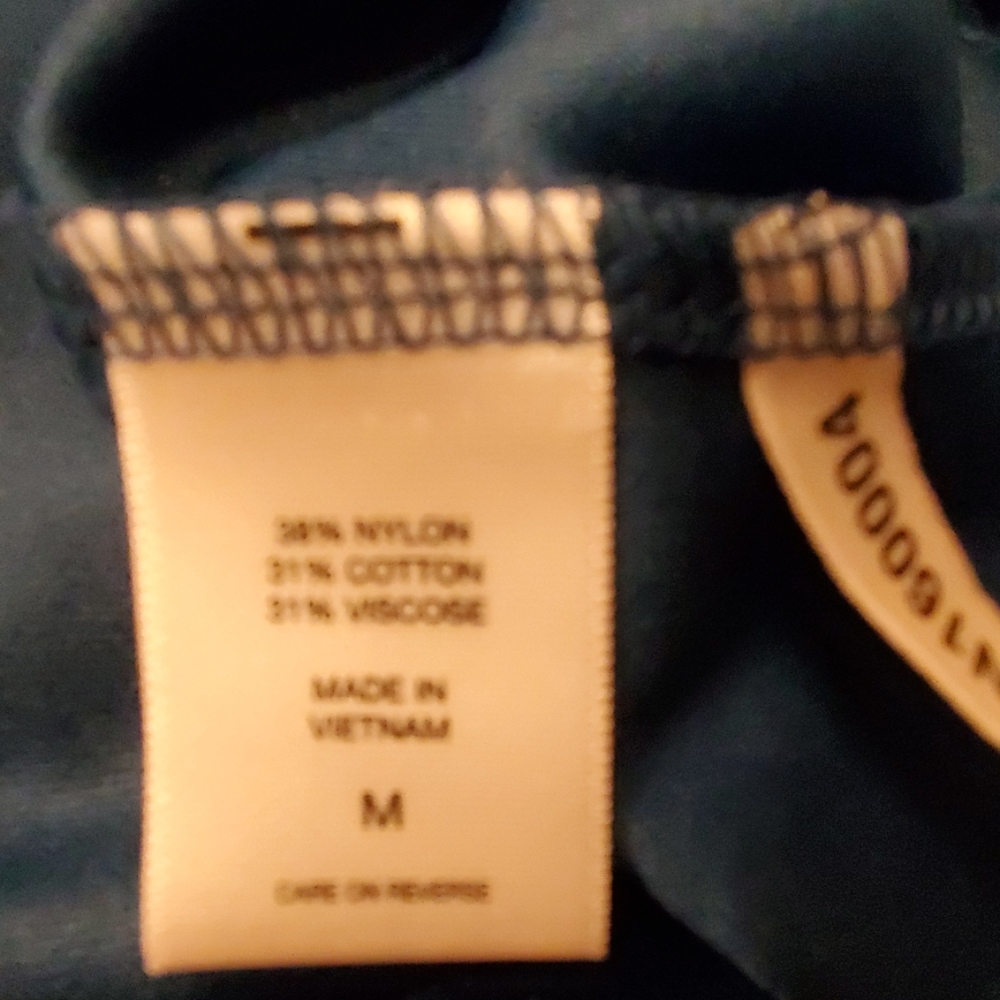 38% NYLON
31% COTTON
31% VISCOSE
MADE IN
VIETNAM
M
CARE ON REVERSE